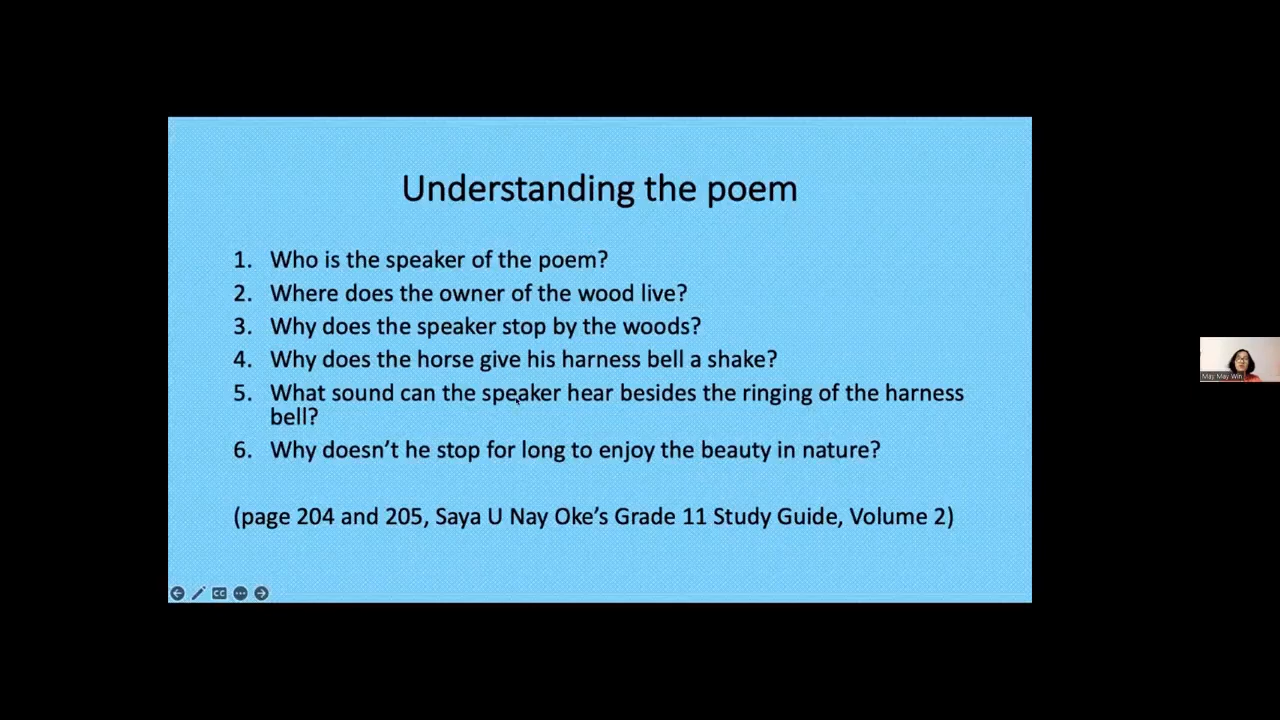 Understanding the poem
1. Who is the speaker of the poem?
2. Where does the owner of the wood live?
3. Why does the speaker stop by the woods?
4. Why does the horse give his harness bell a shake?
5. What sound can the speaker hear besides the ringing of the harness
bell?
6. Why doesn’t he stop for long to enjoy the beauty in nature?
(page 204 and 205, Saya U Nay Oke’s Grade 11 Study Guide, Volume 2)
CC
May May Win